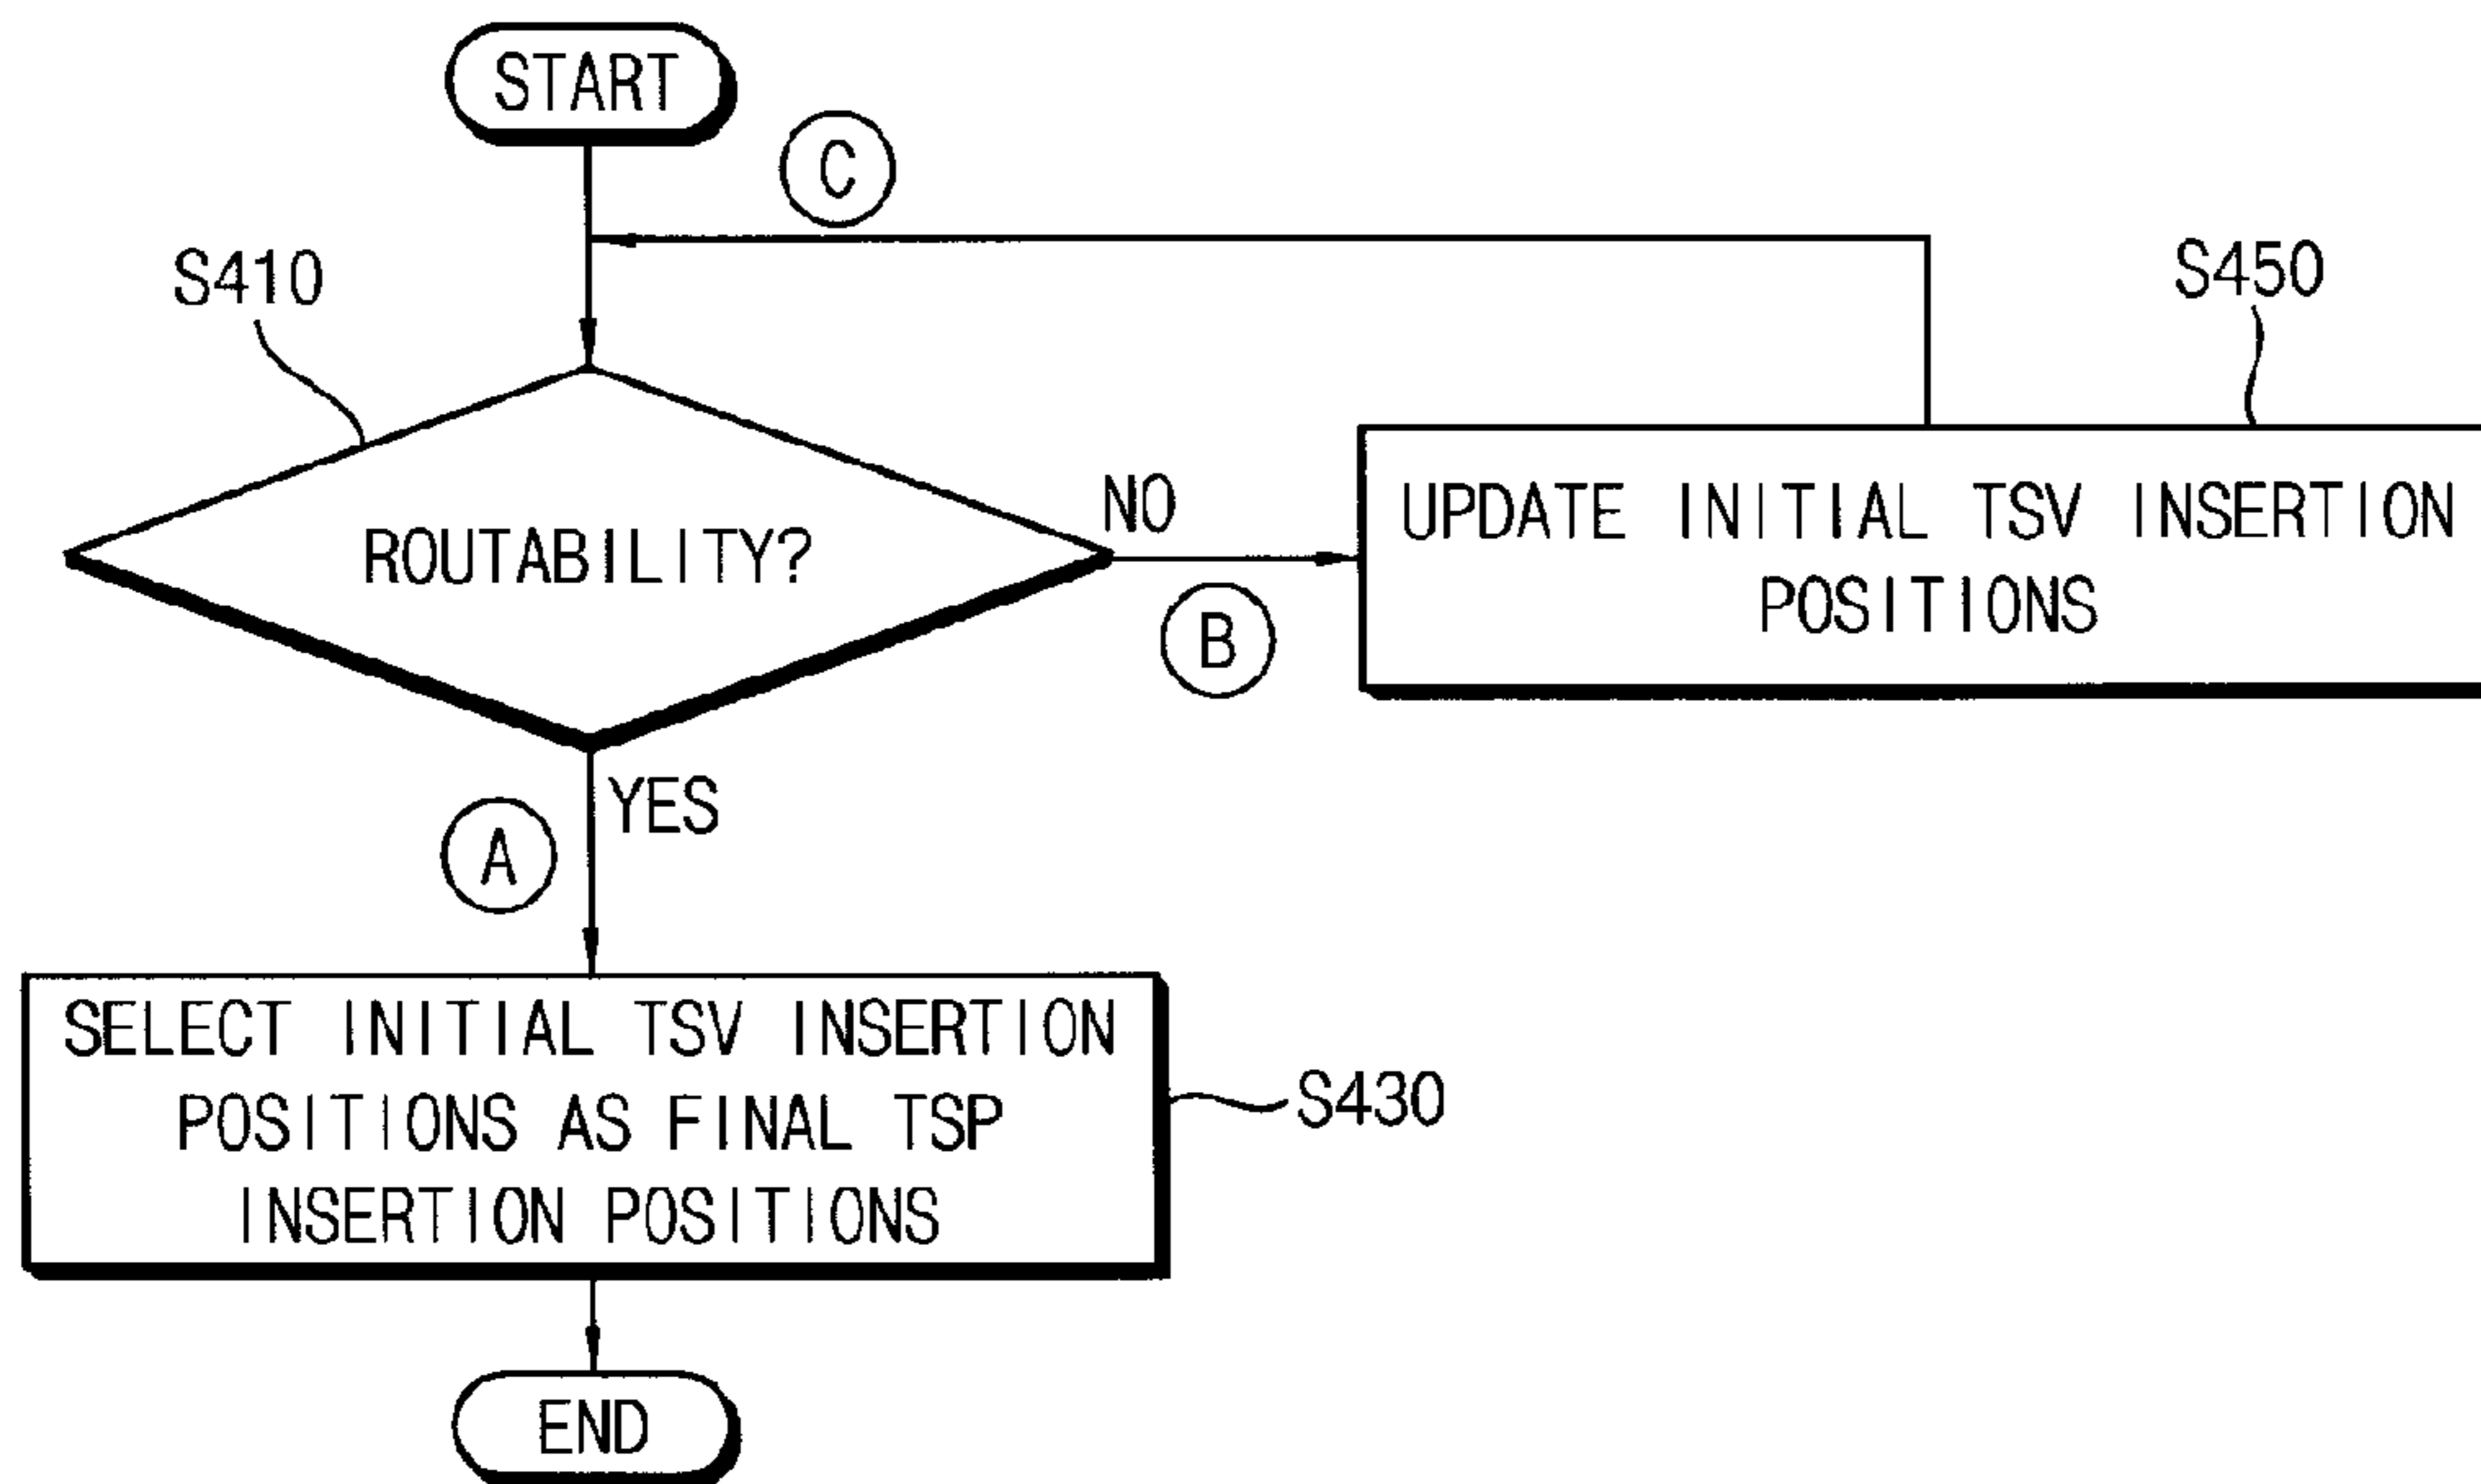 START
C
S410
S450
ROUTABILITY?
NO
B
UPDATE INITIAL TSV INSERTION
POSITIONS
YES
A
SELECT INITIAL TSV INSERTION
POSITIONS AS FINAL TSP
INSERTION POSITIONS
S430
END